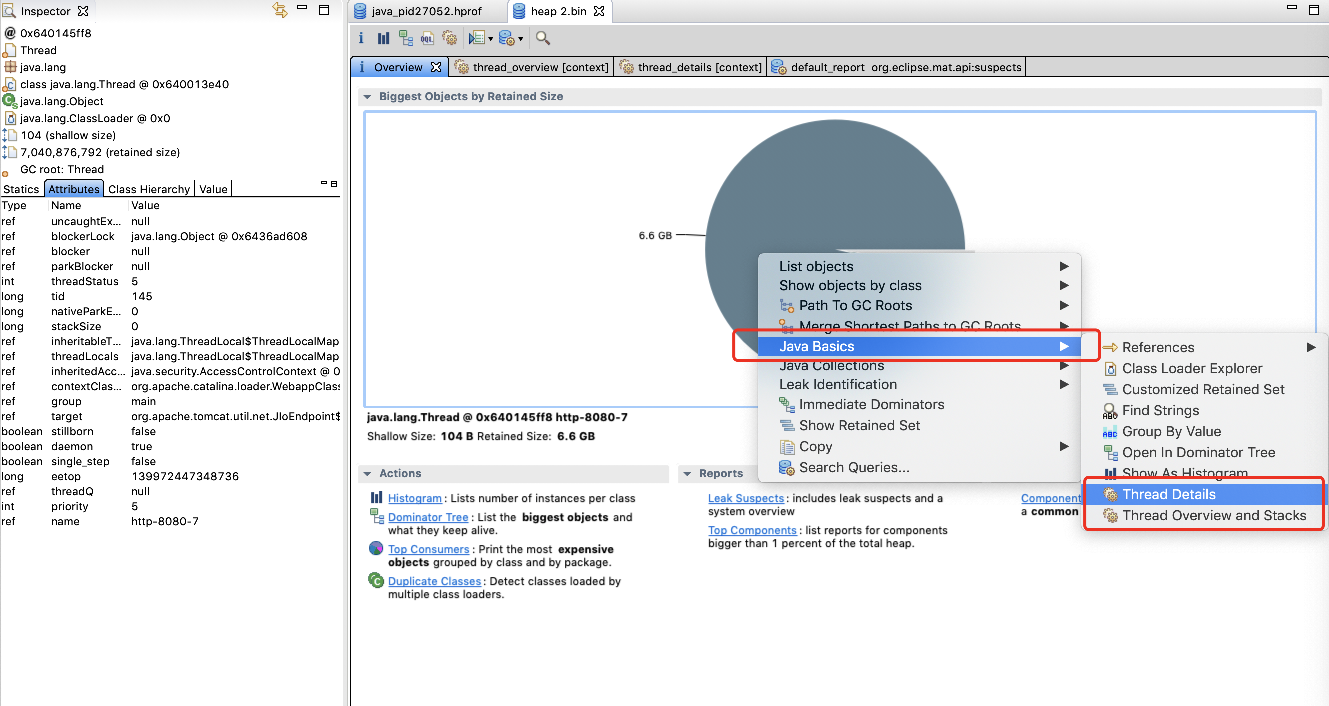 Inspector
@ 0x640145ff8
Thread
java.lang
class java.lang.Thread @ 0x640013e40
java.lang.Object
java.lang.ClassLoader @ 0x0
104 (shallow size)
7,040,876,792 (retained size)
GC root: Thread
Statics Attributes Class Hierarchy Value
Type Name Value
ref uncaughtEx... null
ref blockerLock java.lang.Object @ 0x6436ad608
ref blocker null
ref parkBlocker null
int threadStatus 5
long tid 145
long nativeParkE... 0
long stackSize 0
ref inheritableT... java.lang.ThreadLocal$ThreadLocalMap
ref threadLocals java.lang.ThreadLocal$ThreadLocalMap
ref inheritedAcc... java.security.AccessControlContext @ 0
ref contextClas... org.apache.catalina.loader.WebappClass
ref group main
ref target org.apache.tomcat.util.net.JIoEndpoint$
boolean stillborn false
boolean daemon true
boolean single_step false
long eetop 139972447348736
ref threadQ null
int priority 5
ref name http-8080-7
java_pid27052.hprof heap 2.bin
i OQL
i Overview thread_overview [context] thread_details [context] default_report org.eclipse.mat.api:suspects
Biggest Objects by Retained Size
6.6 GB
java.lang.Thread @ 0x640145ff8 http-8080-7
Shallow Size: 104 B Retained Size: 6.6 GB
List objects
Show objects by class
Path To GC Roots
Merge Shortest Paths to GC Roots
Java Basics
Java Collections
Leak Identification
Immediate Dominators
Show Retained Set
Copy
Search Queries...
References
Class Loader Explorer
Customized Retained Set
Find Strings
Group By Value
Open In Dominator Tree
Show As Histogram
Thread Details
Thread Overview and Stacks
Actions
Histogram: Lists number of instances per class
Dominator Tree: List the biggest objects and
what they keep alive.
Top Consumers: Print the most expensive
objects grouped by class and by package.
Duplicate Classes: Detect classes loaded by
multiple class loaders.
Reports
Leak Suspects: includes leak suspects and a
system overview
Top Components: list reports for components
bigger than 1 percent of the total heap.
Component
a common